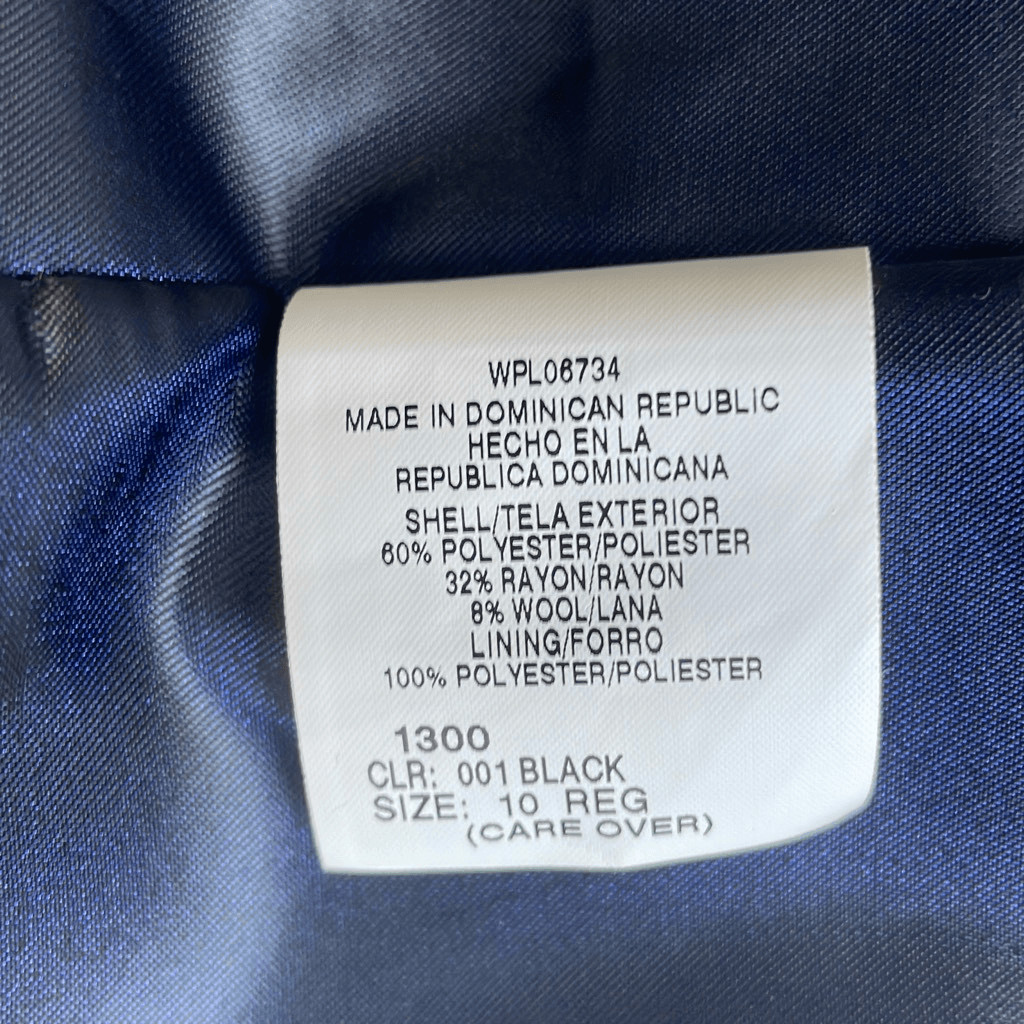 WPL06734
MADE IN DOMINICAN REPUBLIC
HECHO EN LA
REPUBLICA DOMINICANA
SHELL/TELA EXTERIOR
60% POLYESTER/POLIESTER
32% RAYON/RAYON
8% WOOL/LANA
LINING/FORRO
100% POLYESTER/POLIESTER
1300
CLR: 001 BLACK
SIZE: 10 REG
(CARE OVER)